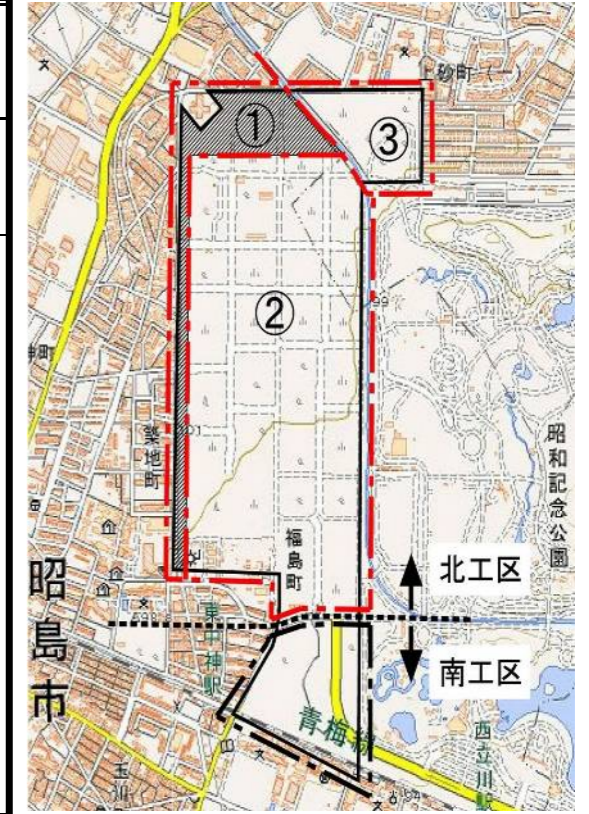 上砂町(一)
①
③
②
築地町
昭和記念公園
福島町
北工区
昭島市
東中神駅
南工区
青梅線
西立川駅
玉川